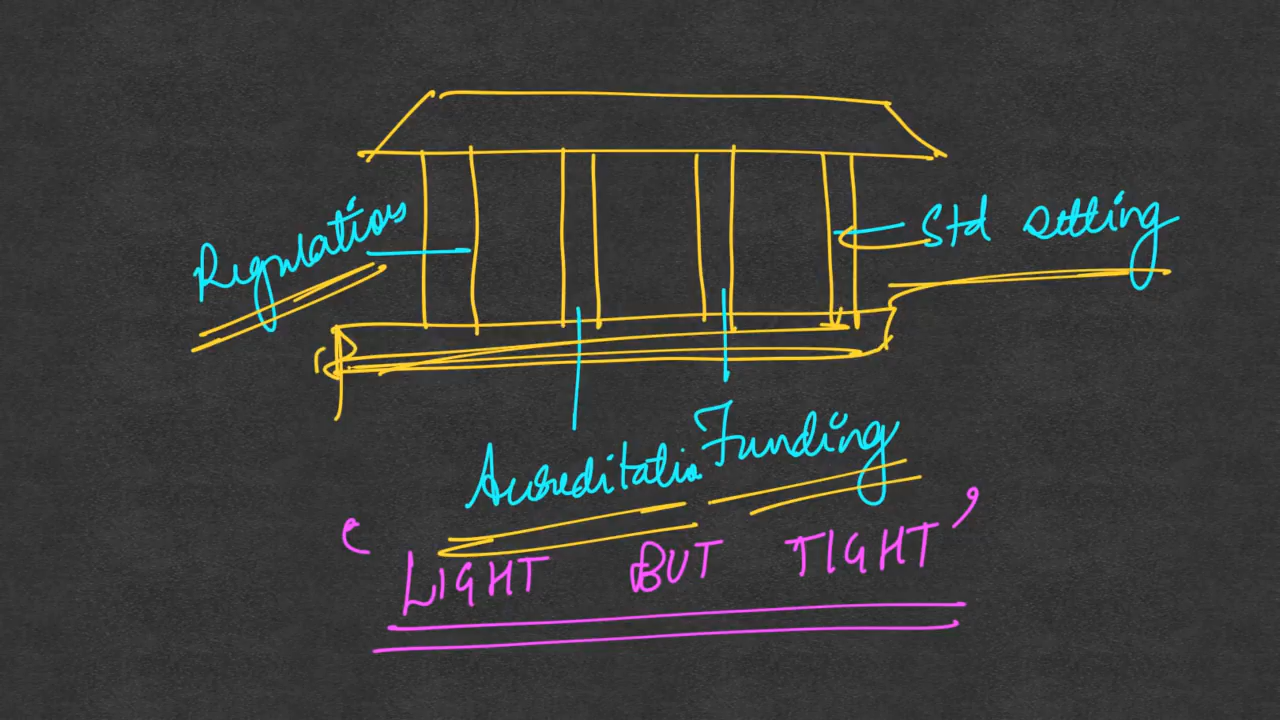 Regulations
Std setting
Accreditatio
Funding
‘LIGHT BUT TIGHT’